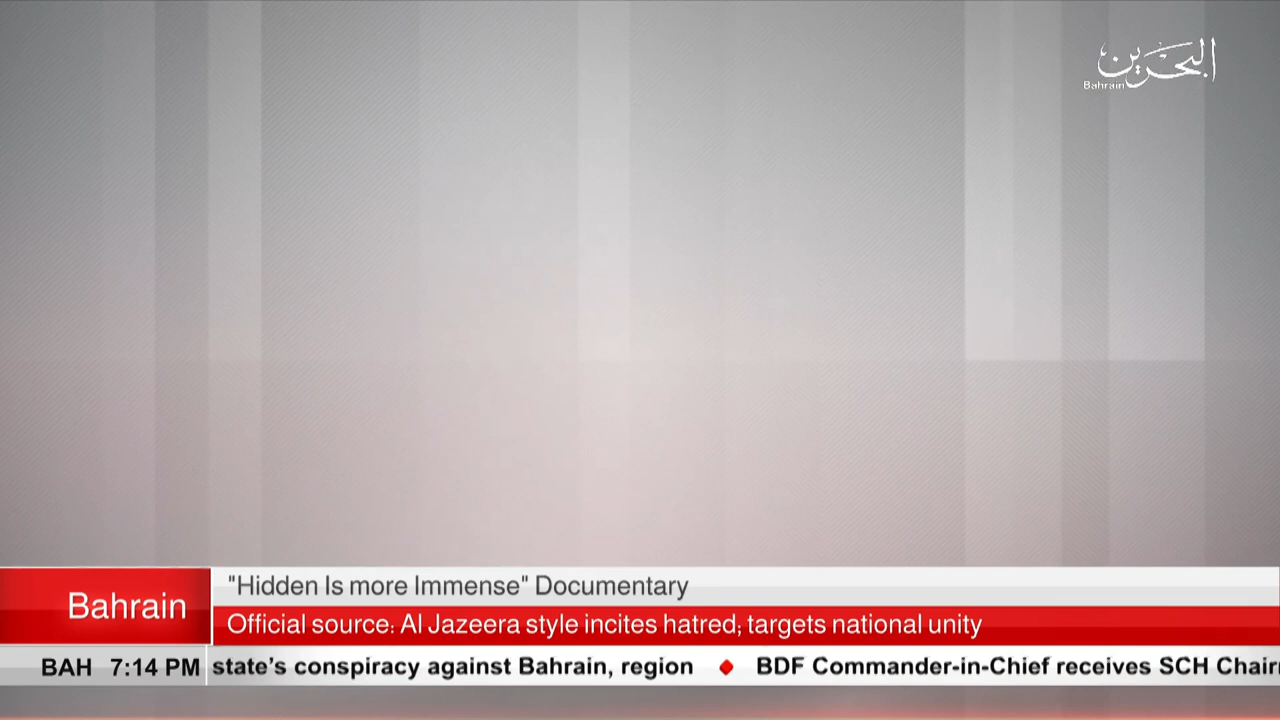 البحرين
Bahrain
"Hidden Is more Immense" Documentary
Bahrain
Official source: Al Jazeera style incites hatred; targets national unity
BAH 7:14 PM state's conspiracy against Bahrain, region BDF Commander-in-Chief receives SCH Chair